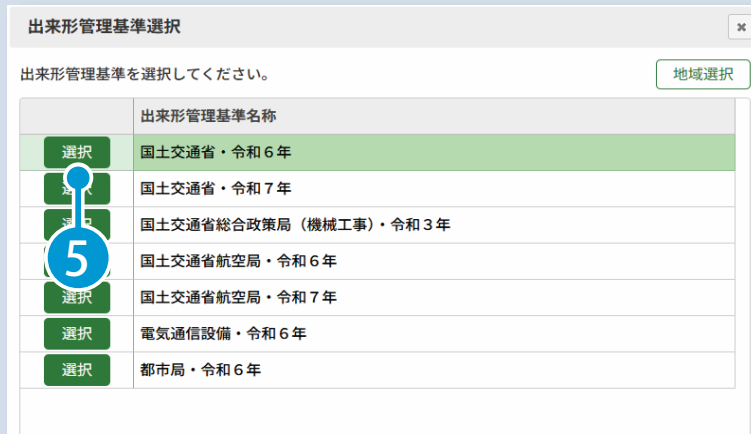 出来形管理基準選択
×
出来形管理基準を選択してください。 地域選択
出来形管理基準名称
選択 国土交通省・令和６年
選択 国土交通省・令和７年
選択 国土交通省総合政策局（機械工事）・令和３年
国土交通省航空局・令和６年
5
選択 国土交通省航空局・令和７年
選択 電気通信設備・令和６年
選択 都市局・令和６年